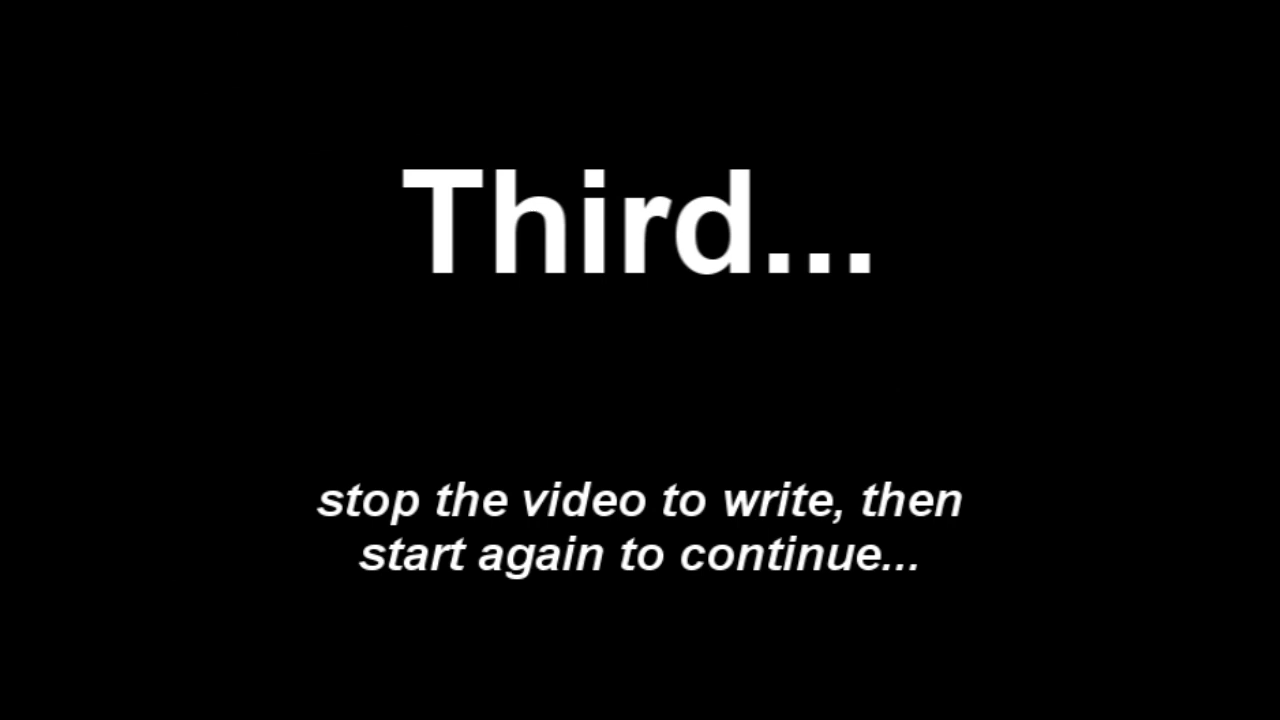 Third...
stop the video to write, then
start again to continue...